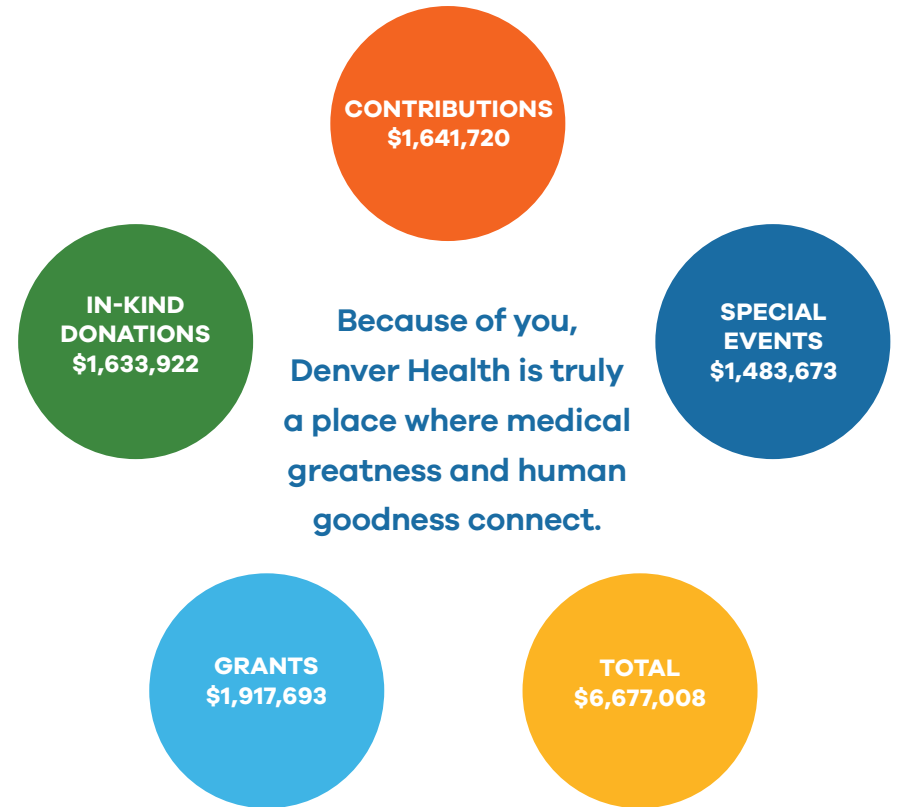 CONTRIBUTIONS
$1,641,720
IN-KIND
DONATIONS
$1,633,922
Because of you,
Denver Health is truly
a place where medical
greatness and human
goodness connect.
SPECIAL
EVENTS
$1,483,673
GRANTS
$1,917,693
TOTAL
$6,677,008